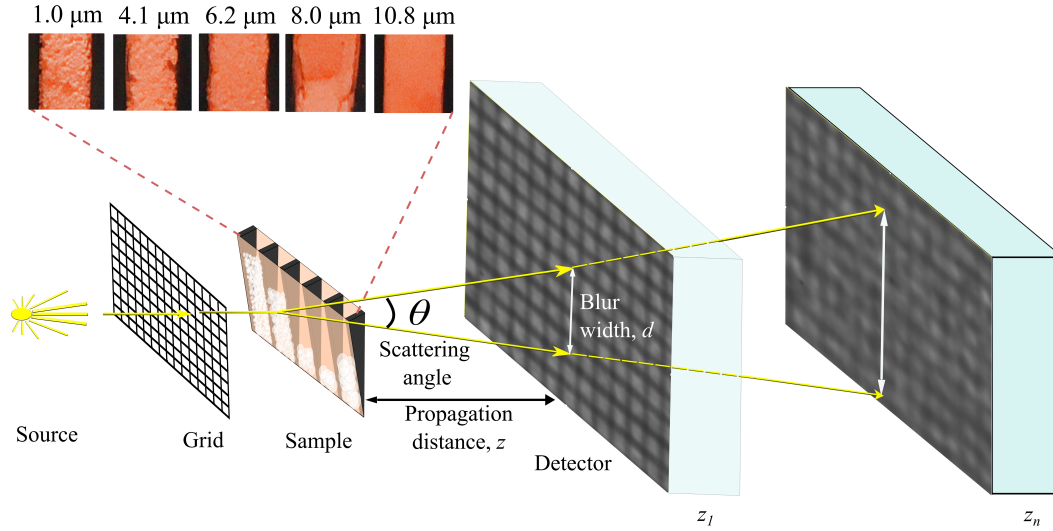 1.0 μm 4.1 μm 6.2 μm 8.0 μm 10.8 μm
θ
Blur
width, d
Scattering
angle
Propagation
distance, z
Source
Grid
Sample
Detector
z₁
zₙ